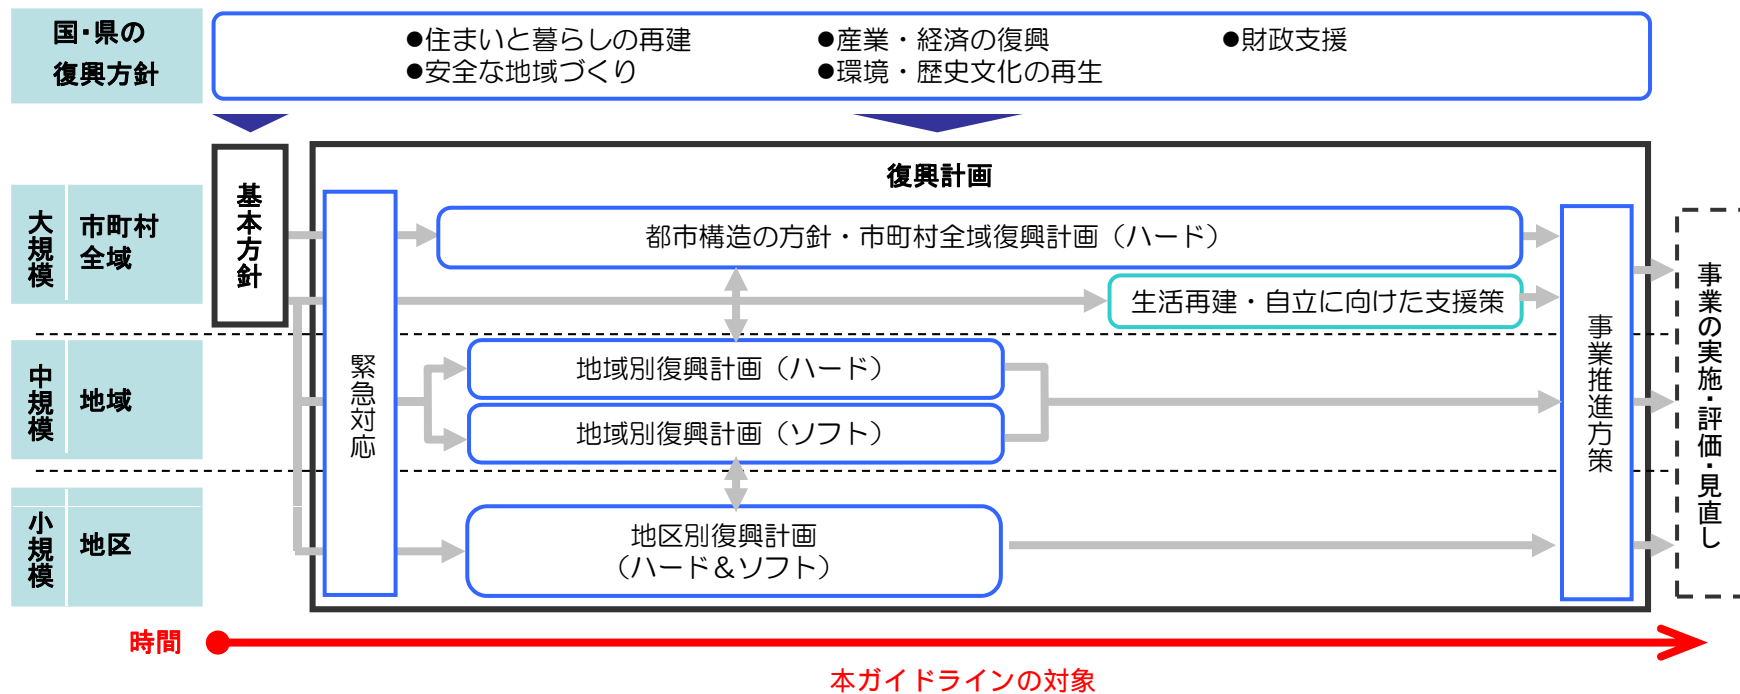 国・県の
復興方針
●住まいと暮らしの再建
●産業・経済の復興
●財政支援
●安全な地域づくり
●環境・歴史文化の再生
基本方針
復興計画
大規模
市町村
全域
都市構造の方針・市町村全域復興計画（ハード）
生活再建・自立に向けた支援策
緊急対応
中規模
地域
地域別復興計画（ハード）
地域別復興計画（ソフト）
小規模
地区
地区別復興計画
（ハード＆ソフト）
事業推進方策
事業の実施・評価・見直し
時間
本ガイドラインの対象